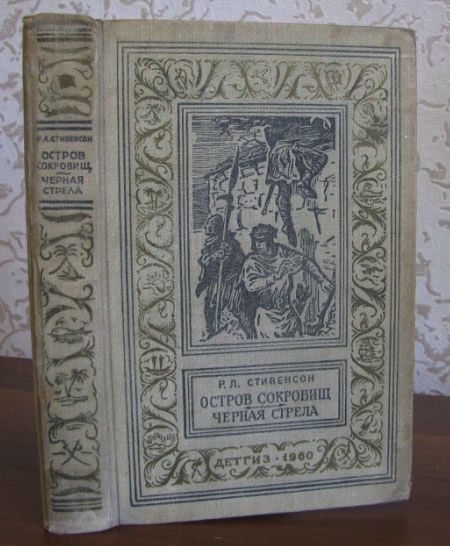 Р.Л.СТИВЕНСОН
ОСТРОВ
СОКРОВИЩ
ЧЕРНАЯ
СТРЕЛА
Р. Л. СТИВЕНСОН
ОСТРОВ СОКРОВИЩ
ЧЕРНАЯ СТРЕЛА
ДЕТГИЗ · 1960